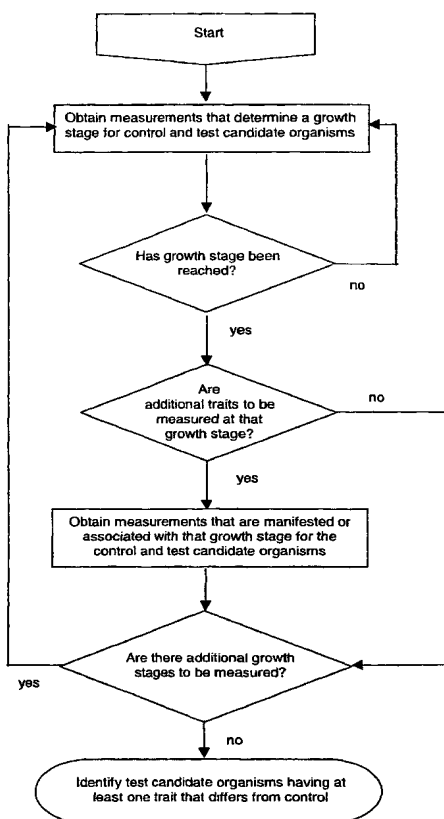 Start
Obtain measurements that determine a growth
stage for control and test candidate organisms
Has growth stage been
reached?
no
yes
Are
additional traits to be
measured at that
growth stage?
no
yes
Obtain measurements that are manifested or
associated with that growth stage for the
control and test candidate organisms
Are there additional growth
stages to be measured?
yes
no
Identify test candidate organisms having at
least one trait that differs from control